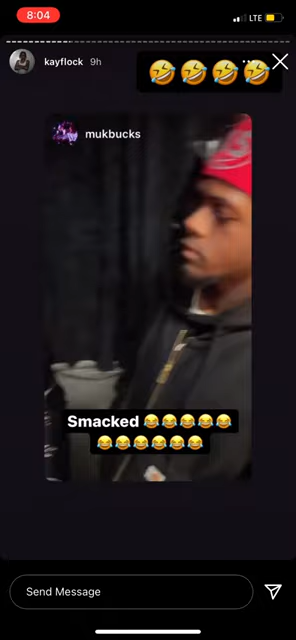 8:04
LTE
kayflock 9h
🤣🤣🤣🤣
mukbucks
Smacked 😂😂😂😂😂
😂😂😂😂😂😂
Send Message